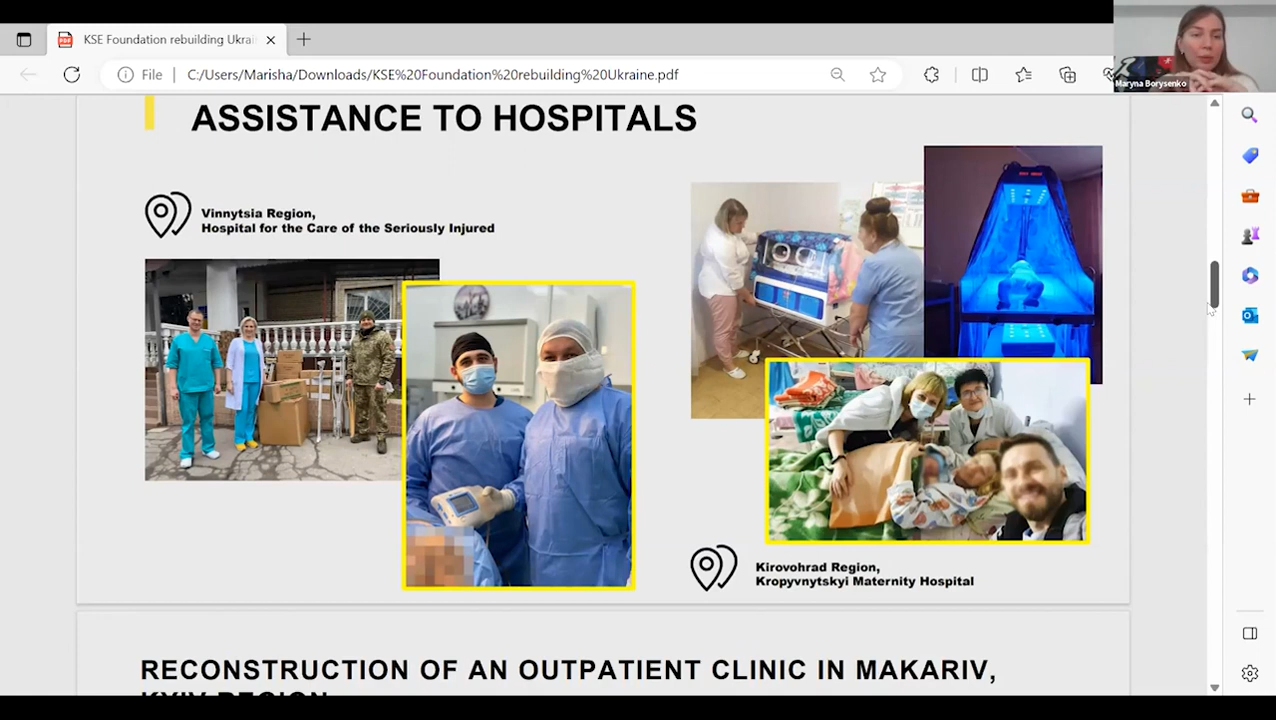 KSE Foundation rebuilding Ukrai
File
C:/Users/Marisha/Downloads/KSE%20Foundation%20rebuilding%20Ukraine.pdf
Maryna Borysenko
ASSISTANCE TO HOSPITALS
Vinnytsia Region,
Hospital for the Care of the Seriously Injured
Kirovohrad Region,
Kropyvnytskyi Maternity Hospital
RECONSTRUCTION OF AN OUTPATIENT CLINIC IN MAKARIV,
KYIV REGION